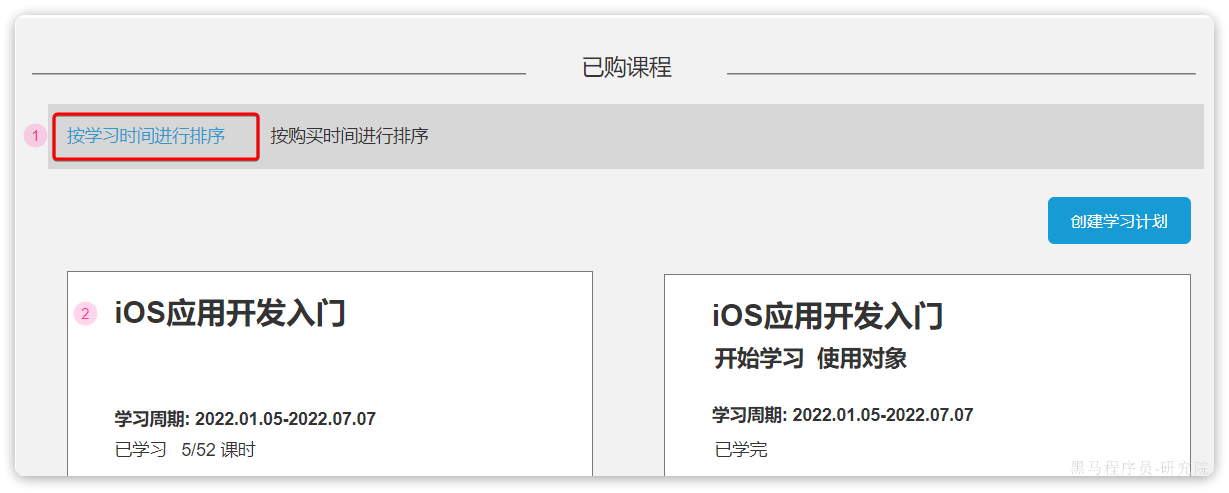 已购课程
1 按学习时间进行排序 按购买时间进行排序
创建学习计划
2 iOS应用开发入门
学习周期: 2022.01.05-2022.07.07
已学习 5/52 课时
iOS应用开发入门
开始学习 使用对象
学习周期: 2022.01.05-2022.07.07
已学完
黑马程序员-研究院